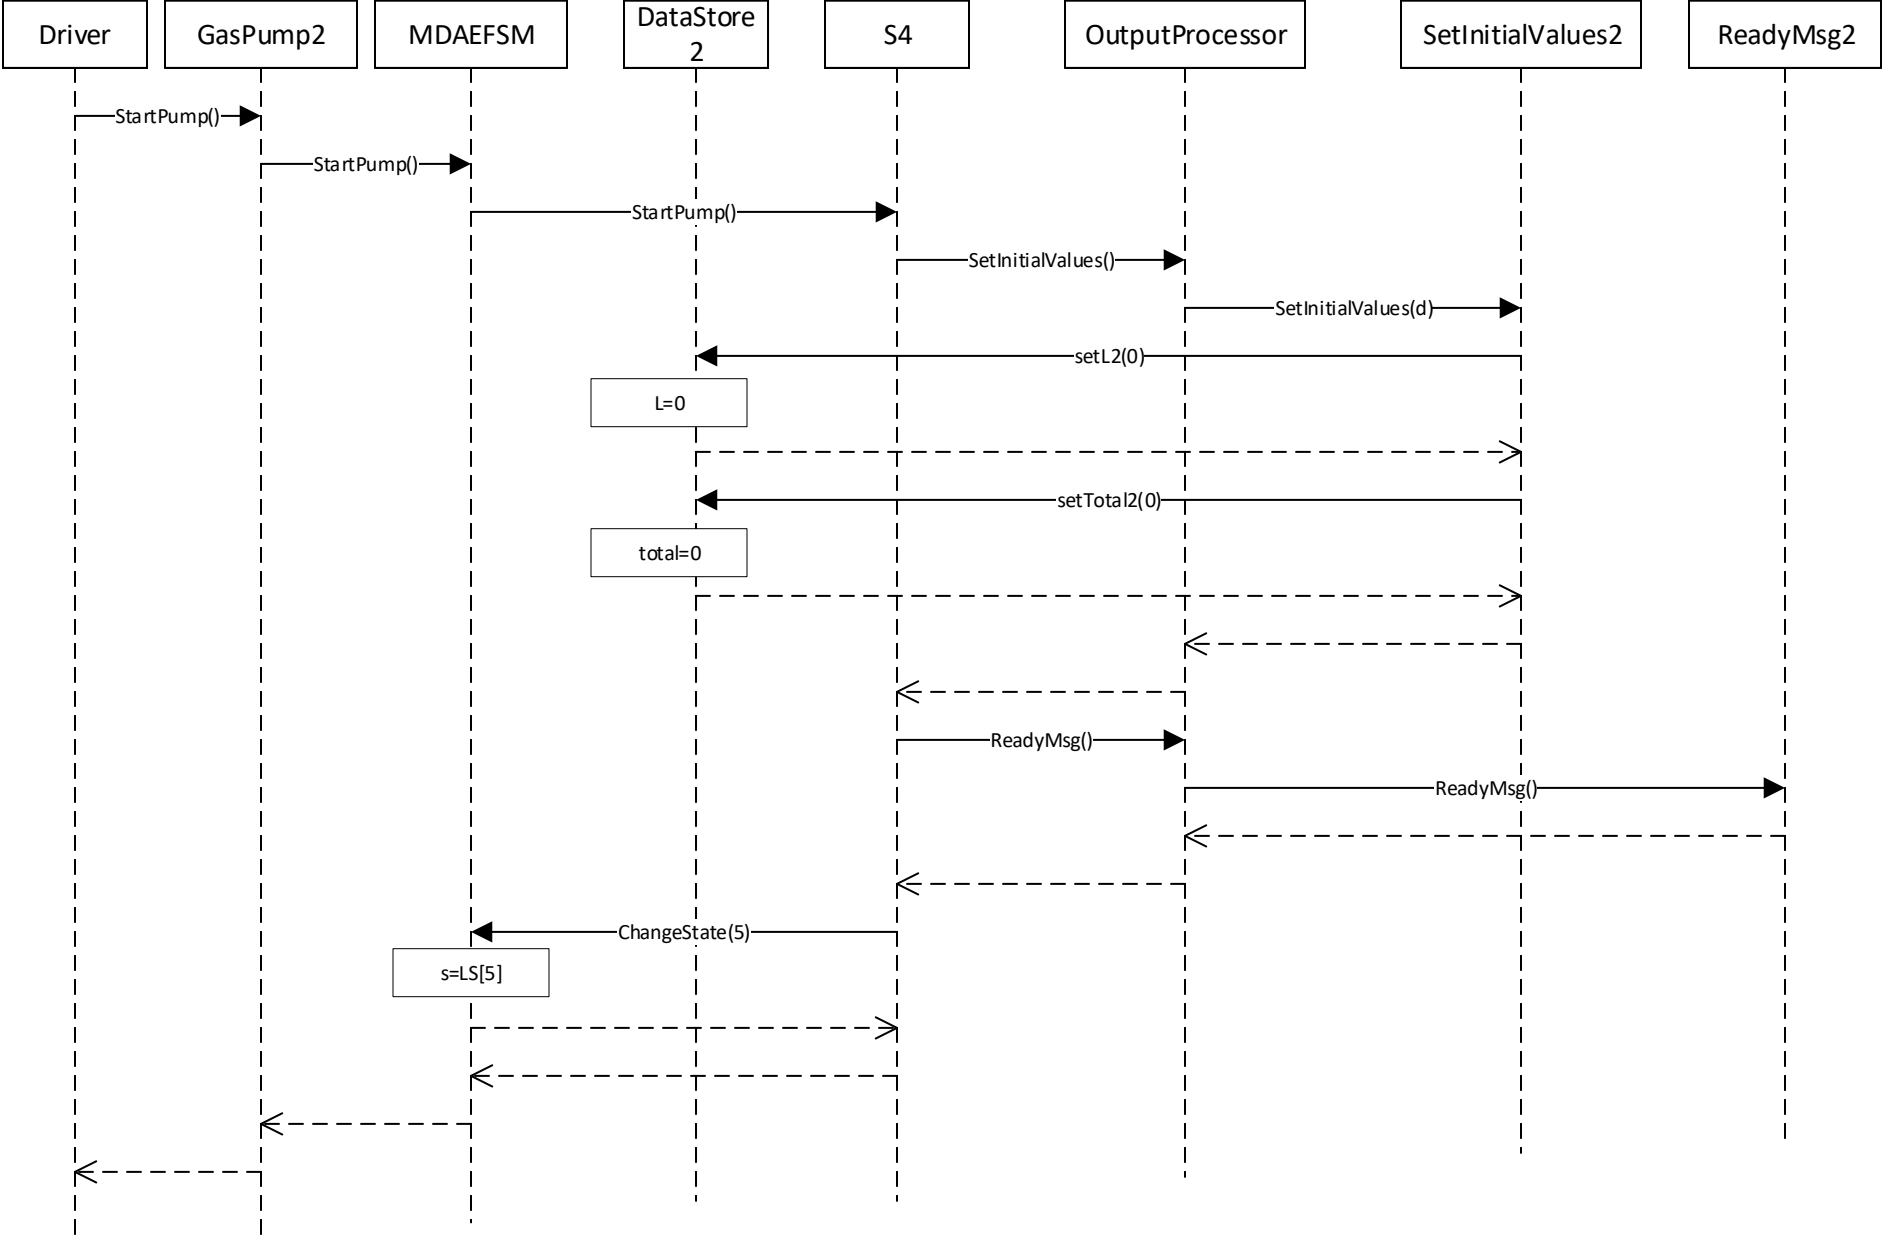 Driver
GasPump2
MDAEFSM
DataStore
2
S4
OutputProcessor
SetInitialValues2
ReadyMsg2
StartPump()
StartPump()
StartPump()
SetInitialValues()
SetInitialValues(d)
setL2(0)
L=0
setTotal2(0)
total=0
ReadyMsg()
ReadyMsg()
ChangeState(5)
s=LS[5]